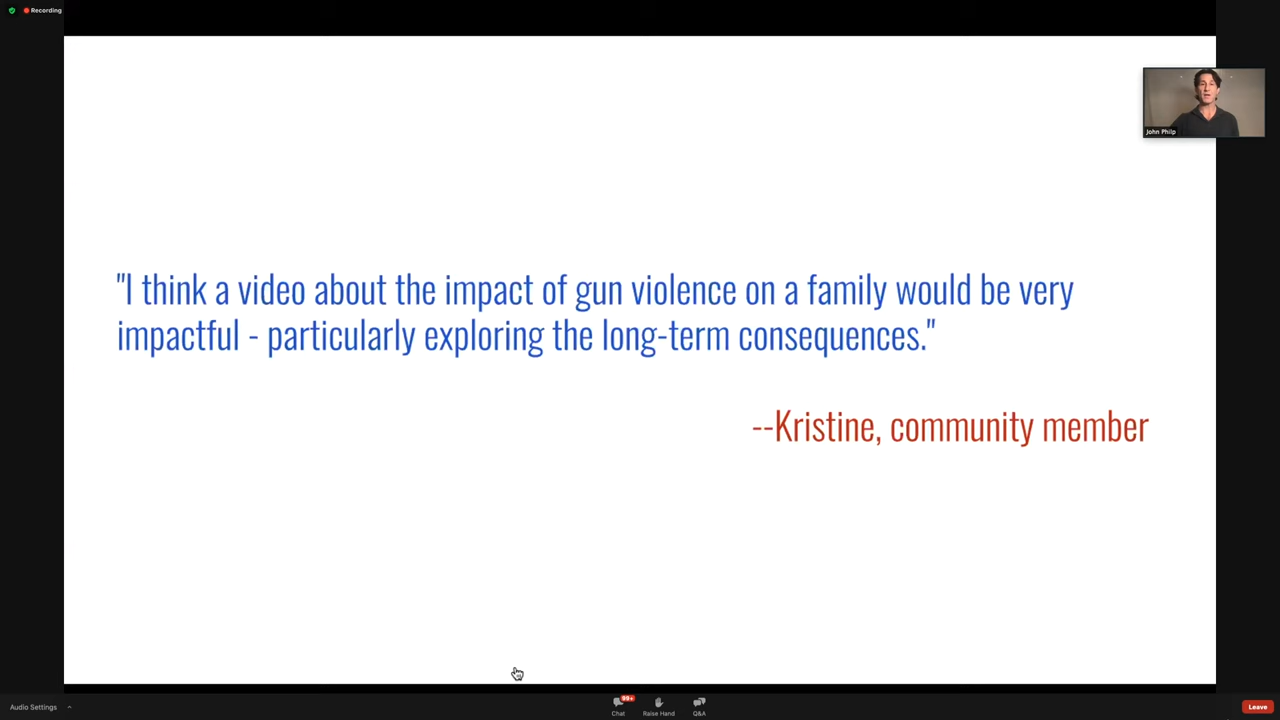 Recording
John Philp
"I think a video about the impact of gun violence on a family would be very
impactful - particularly exploring the long-term consequences."
--Kristine, community member
Audio Settings
99+
Chat
Raise Hand
Q&A
Leave